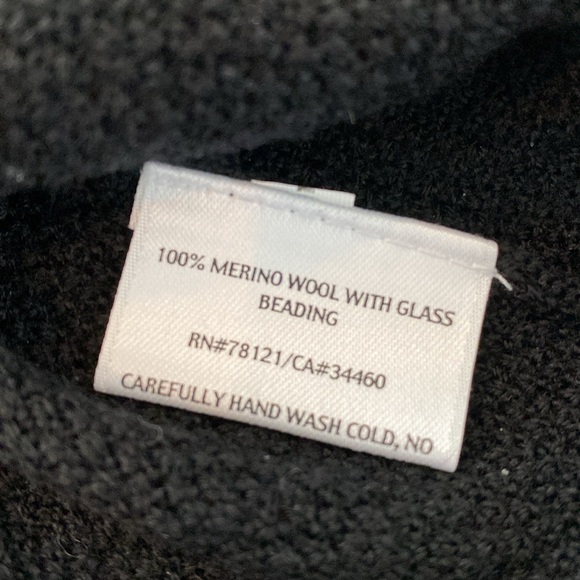 100% MERINO WOOL WITH GLASS
BEADING
RN#78121/CA#34460
CAREFULLY HAND WASH COLD, NO